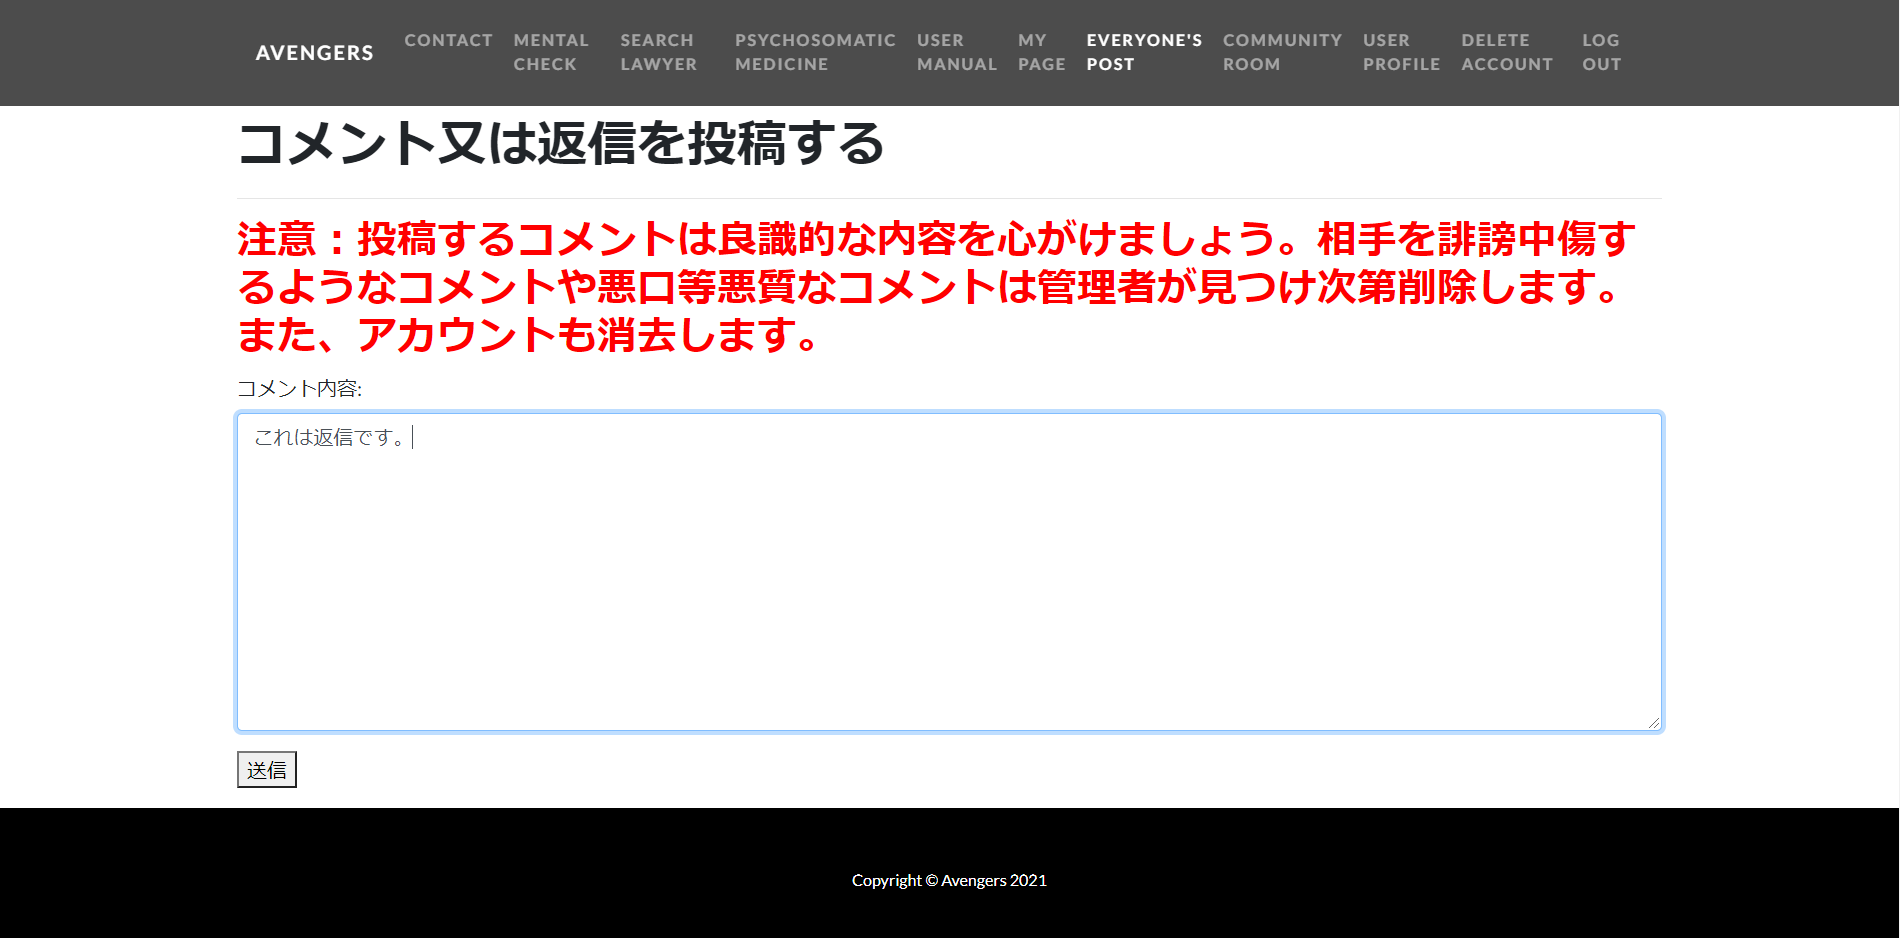 AVENGERS
CONTACT
MENTAL
CHECK
SEARCH
LAWYER
PSYCHOSOMATIC
MEDICINE
USER
MANUAL
MY
PAGE
EVERYONE'S
POST
COMMUNITY
ROOM
USER
PROFILE
DELETE
ACCOUNT
LOG
OUT
コメント又は返信を投稿する
注意：投稿するコメントは良識的な内容を心がけましょう。相手を誹謗中傷す
るようなコメントや悪口等悪質なコメントは管理者が見つけ次第削除します。
また、アカウントも消去します。
コメント内容:
これは返信です。
送信
Copyright © Avengers 2021